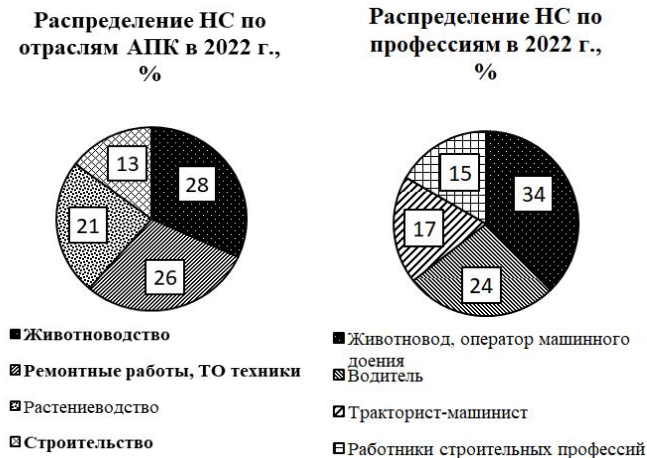 Распределение НС по
отраслям АПК в 2022 г.,
%
13
28
21
26
Животноводство
Ремонтные работы, ТО техники
Растениеводство
Строительство
Распределение НС по
профессиям в 2022 г.,
%
15
34
17
24
Животновод, оператор машинного
доения
Водитель
Тракторист-машинист
Работники строительных профессий